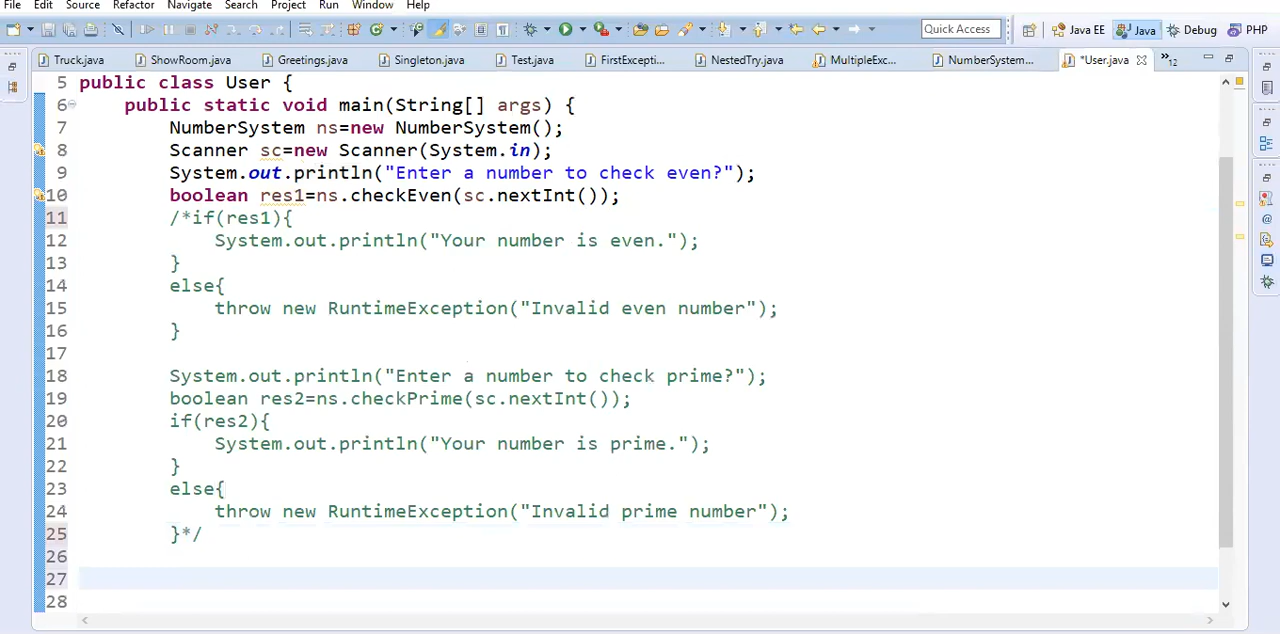 File Edit Source Refactor Navigate Search Project Run Window Help
Quick Access Java EE Java Debug PHP
Truck.java ShowRoom.java Greetings.java Singleton.java Test.java FirstExcepti... NestedTry.java MultipleExc... NumberSystem... *User.java »12
5 public class User {
6 public static void main(String[] args) {
7 NumberSystem ns=new NumberSystem();
8 Scanner sc=new Scanner(System.in);
9 System.out.println("Enter a number to check even?");
10 boolean res1=ns.checkEven(sc.nextInt());
11 /*if(res1){
12 System.out.println("Your number is even.");
13 }
14 else{
15 throw new RuntimeException("Invalid even number");
16 }
17
18 System.out.println("Enter a number to check prime?");
19 boolean res2=ns.checkPrime(sc.nextInt());
20 if(res2){
21 System.out.println("Your number is prime.");
22 }
23 else{
24 throw new RuntimeException("Invalid prime number");
25 }*/
26
27
28